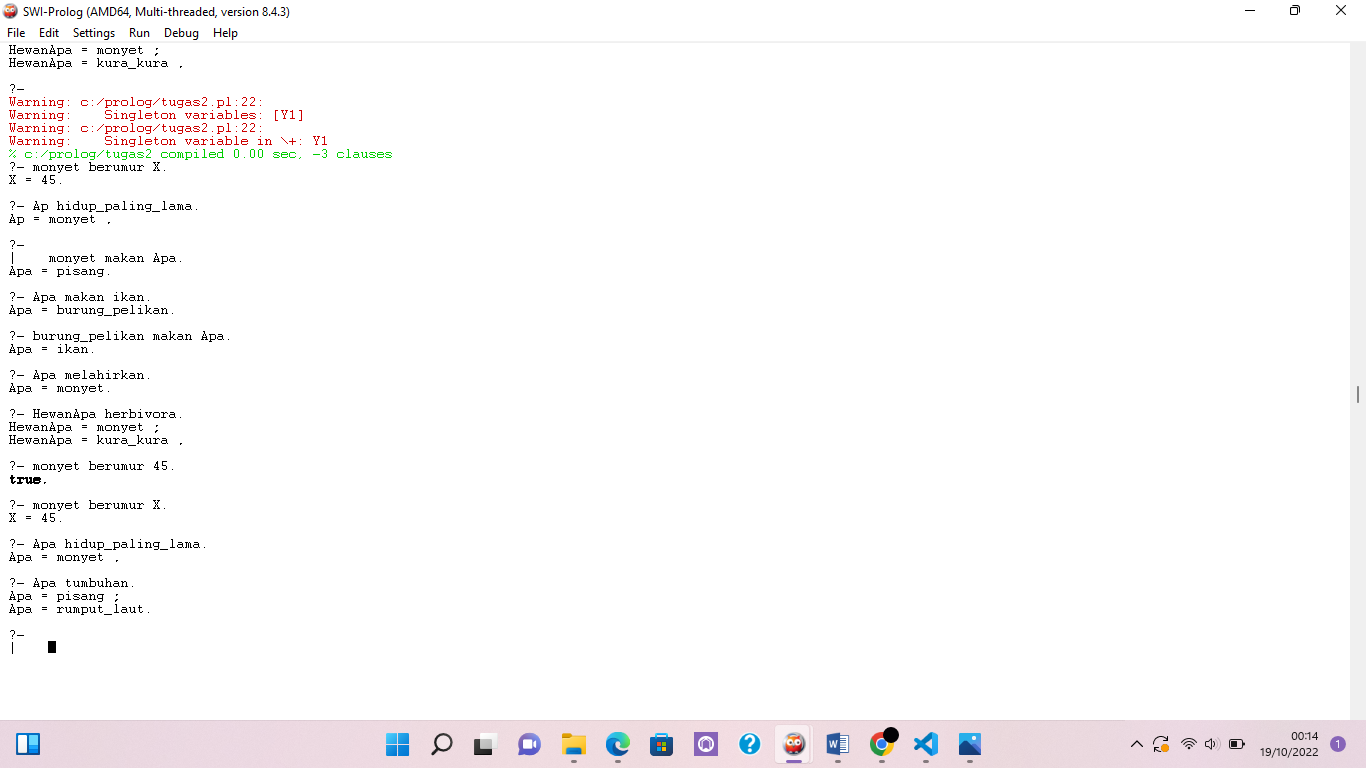 SWI-Prolog (AMD64, Multi-threaded, version 8.4.3)
File Edit Settings Run Debug Help
HewanApa = monyet ;
HewanApa = kura_kura .
?-
Warning: c:/prolog/tugas2.pl:22:
Warning:    Singleton variables: [Y1]
Warning: c:/prolog/tugas2.pl:22:
Warning:    Singleton variable in \+: Y1
% c:/prolog/tugas2 compiled 0.00 sec, -3 clauses
?- monyet berumur X.
X = 45.
?- Ap hidup_paling_lama.
Ap = monyet .
?-
|    monyet makan Apa.
Apa = pisang.
?- Apa makan ikan.
Apa = burung_pelikan.
?- burung_pelikan makan Apa.
Apa = ikan.
?- Apa melahirkan.
Apa = monyet.
?- HewanApa herbivora.
HewanApa = monyet ;
HewanApa = kura_kura .
?- monyet berumur 45.
true.
?- monyet berumur X.
X = 45.
?- Apa hidup_paling_lama.
Apa = monyet .
?- Apa tumbuhan.
Apa = pisang ;
Apa = rumput_laut.
?-
|
00:14
19/10/2022
1